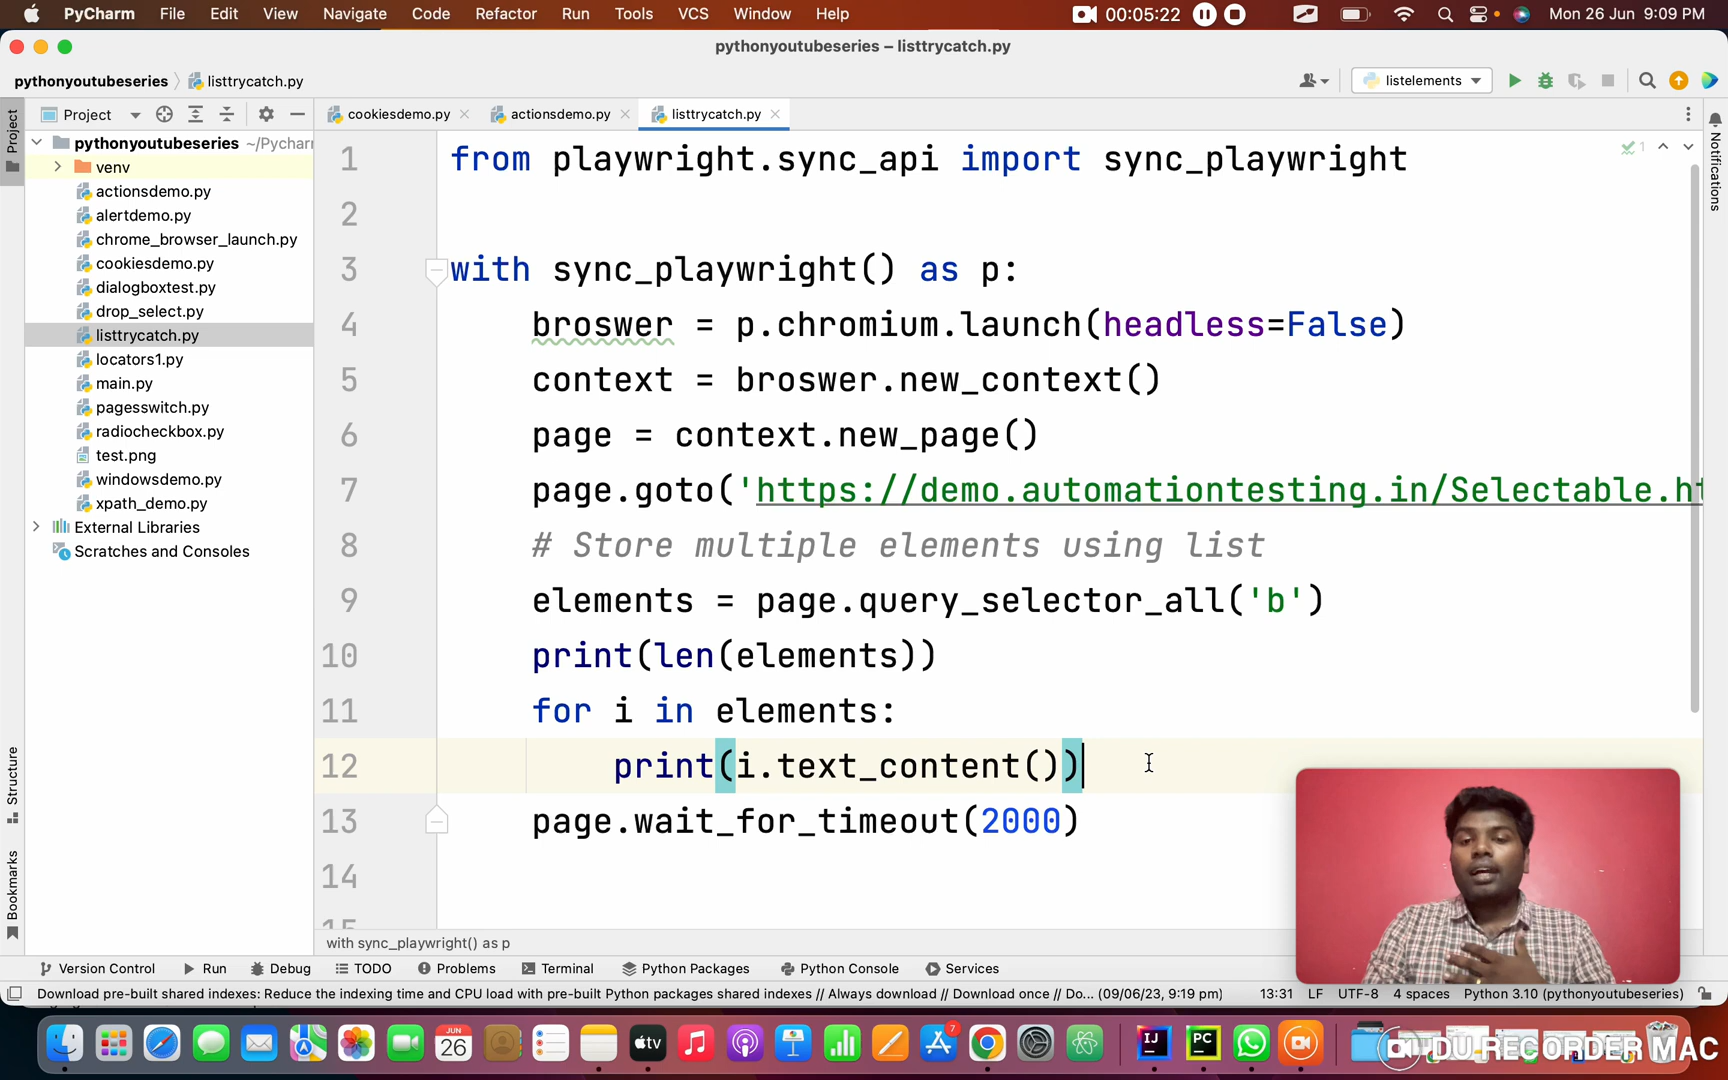 PyCharm File Edit View Navigate Code Refactor Run Tools VCS Window Help 00:05:22 Mon 26 Jun 9:09 PM
pythonyoutubeseries – listtrycatch.py
pythonyoutubeseries listtrycatch.py listelements
Project cookiesdemo.py actionsdemo.py listtrycatch.py
Project
Notifications
Structure
Bookmarks
pythonyoutubeseries ~/Pycharm
venv
actionsdemo.py
alertdemo.py
chrome_browser_launch.py
cookiesdemo.py
dialogboxtest.py
drop_select.py
listtrycatch.py
locators1.py
main.py
pagesswitch.py
radiocheckbox.py
test.png
windowsdemo.py
xpath_demo.py
External Libraries
Scratches and Consoles
1
1 from playwright.sync_api import sync_playwright
2
3 with sync_playwright() as p:
4 broswer = p.chromium.launch(headless=False)
5 context = broswer.new_context()
6 page = context.new_page()
7 page.goto('https://demo.automationtesting.in/Selectable.ht
8 # Store multiple elements using list
9 elements = page.query_selector_all('b')
10 print(len(elements))
11 for i in elements:
12 print(i.text_content())
13 page.wait_for_timeout(2000)
14
15
with sync_playwright() as p
Version Control Run Debug TODO Problems Terminal Python Packages Python Console Services
Download pre-built shared indexes: Reduce the indexing time and CPU load with pre-built Python packages shared indexes // Always download // Download once // Do... (09/06/23, 9:19 pm) 13:31 LF UTF-8 4 spaces Python 3.10 (pythonyoutubeseries)
JUN
26
tv
7
IJ
PC
DU RECORDER MAC